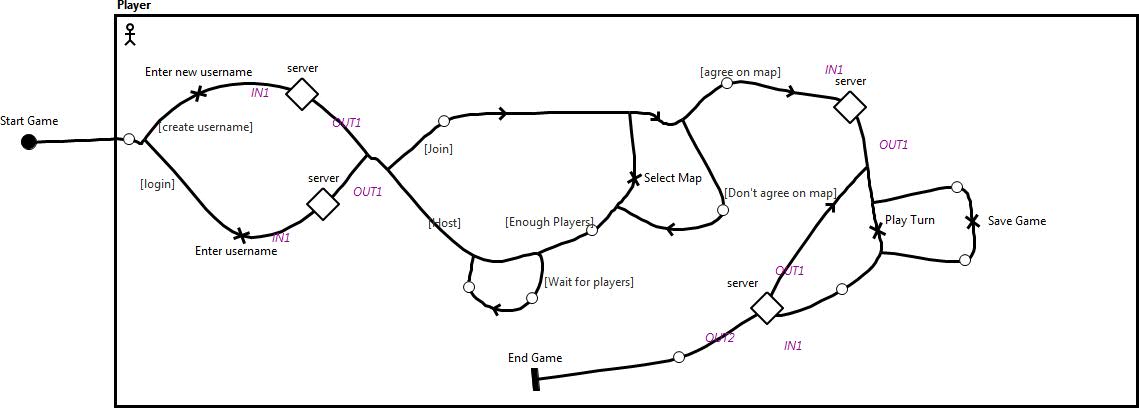 Player
Start Game
Enter new username
server
IN1
[create username]
OUT1
[login]
server
OUT1
IN1
Enter username
[Join]
[Host]
[Enough Players]
Select Map
[Wait for players]
[agree on map]
[Don't agree on map]
IN1
server
OUT1
Play Turn
Save Game
OUT1
server
OUT2
IN1
End Game